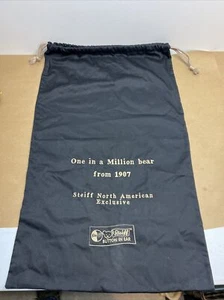 One in a Million bear
from 1907
Steiff North American
Exclusive
Steiff
BUTTON IN EAR